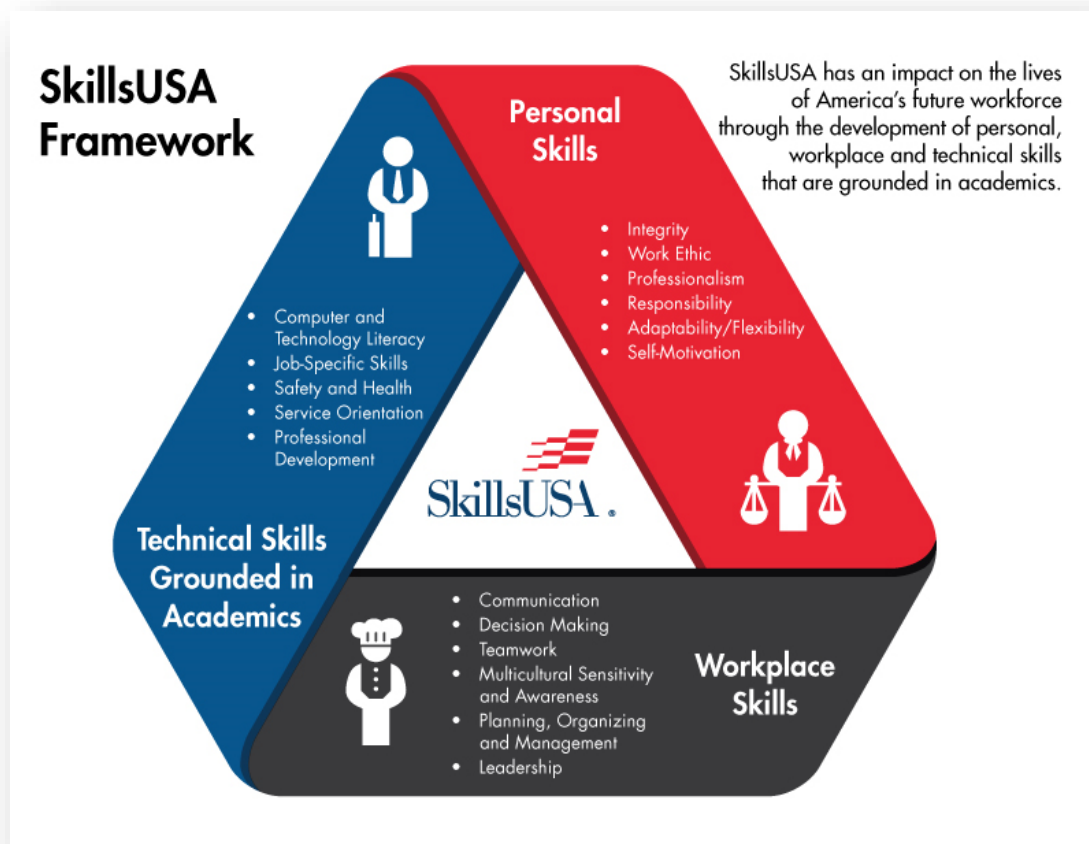 SkillsUSA
Framework
SkillsUSA has an impact on the lives
of America's future workforce
through the development of personal,
workplace and technical skills
that are grounded in academics.
Personal
Skills
• Integrity
• Work Ethic
• Professionalism
• Responsibility
• Adaptability/Flexibility
• Self-Motivation
• Computer and
Technology Literacy
• Job-Specific Skills
• Safety and Health
• Service Orientation
• Professional
Development
Technical Skills
Grounded in
Academics
SkillsUSA®
• Communication
• Decision Making
• Teamwork
• Multicultural Sensitivity
and Awareness
• Planning, Organizing
and Management
• Leadership
Workplace
Skills